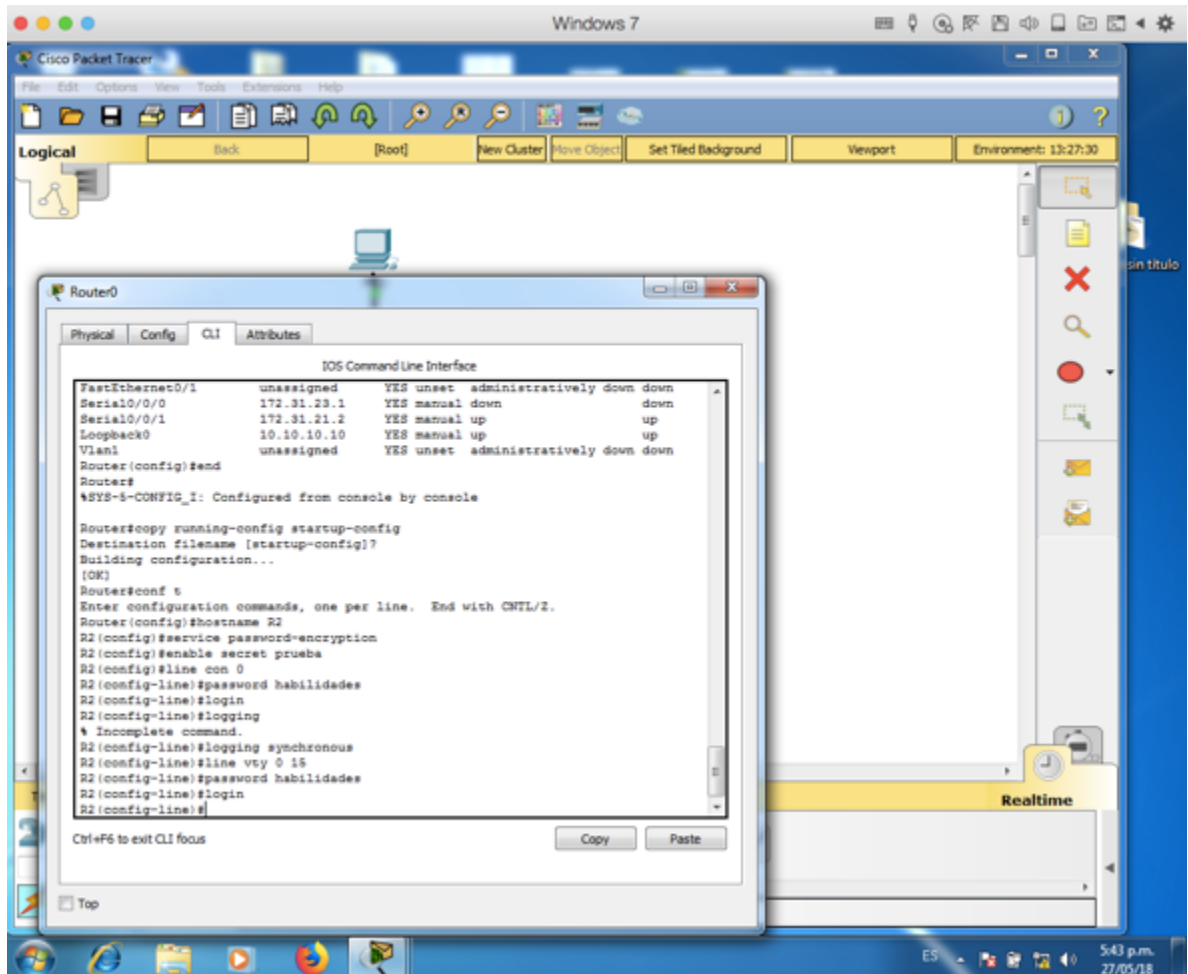 Windows 7
Cisco Packet Tracer
File Edit Options View Tools Extensions Help
Logical Back [Root] New Cluster Move Object Set Tiled Background Viewport Environment: 13:27:30
sin titulo
Router0
Physical Config CLI Attributes
IOS Command Line Interface
FastEthernet0/1 unassigned YES unset administratively down down
Serial0/0/0 172.31.23.1 YES manual down down
Serial0/0/1 172.31.21.2 YES manual up up
Loopback0 10.10.10.10 YES manual up up
Vlan1 unassigned YES unset administratively down down
Router(config)#end
Router#
%SYS-5-CONFIG_I: Configured from console by console
Router#copy running-config startup-config
Destination filename [startup-config]?
Building configuration...
[OK]
Router#conf t
Enter configuration commands, one per line. End with CNTL/Z.
Router(config)#hostname R2
R2(config)#service password-encryption
R2(config)#enable secret prueba
R2(config)#line con 0
R2(config-line)#password habilidades
R2(config-line)#login
R2(config-line)#logging
% Incomplete command.
R2(config-line)#logging synchronous
R2(config-line)#line vty 0 15
R2(config-line)#password habilidades
R2(config-line)#login
R2(config-line)#
Ctrl+F6 to exit CLI focus Copy Paste
Top
Realtime
ES 5:43 p.m.
27/05/18